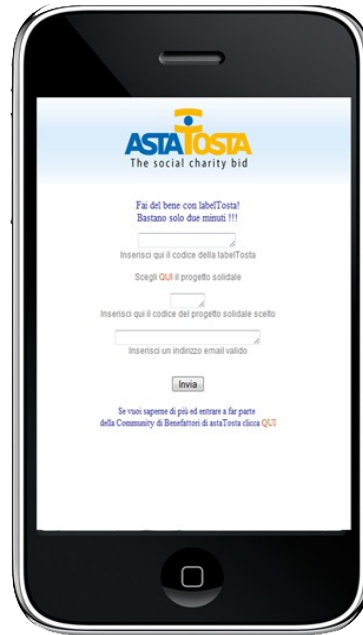 ASTATOSTA
The social charity bid
Fai del bene con labelTosta!
Bastano solo due minuti !!!
Inserisci qui il codice della labelTosta
Scegli QUI il progetto solidale
Inserisci qui il codice del progetto solidale scelto
Inserisci un indirizzo email valido
Invia
Se vuoi saperne di più ed entrare a far parte
della Community di Benefattori di astaTosta clicca QUI